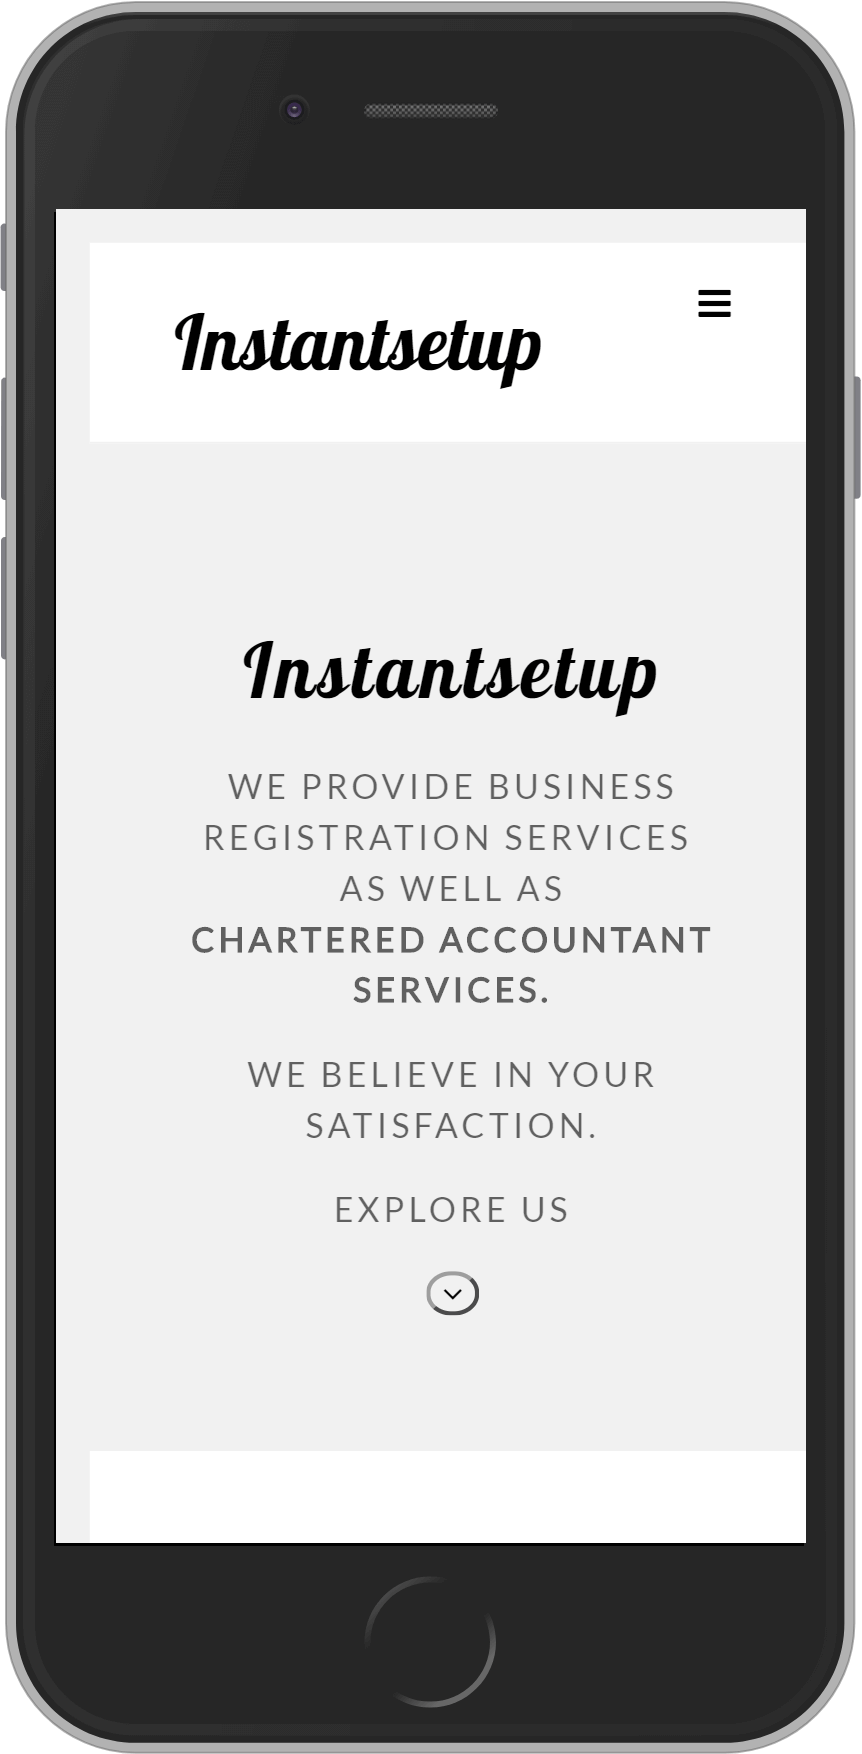 Instantsetup
Instantsetup
WE PROVIDE BUSINESS
REGISTRATION SERVICES
AS WELL AS
CHARTERED ACCOUNTANT
SERVICES.
WE BELIEVE IN YOUR
SATISFACTION.
EXPLORE US